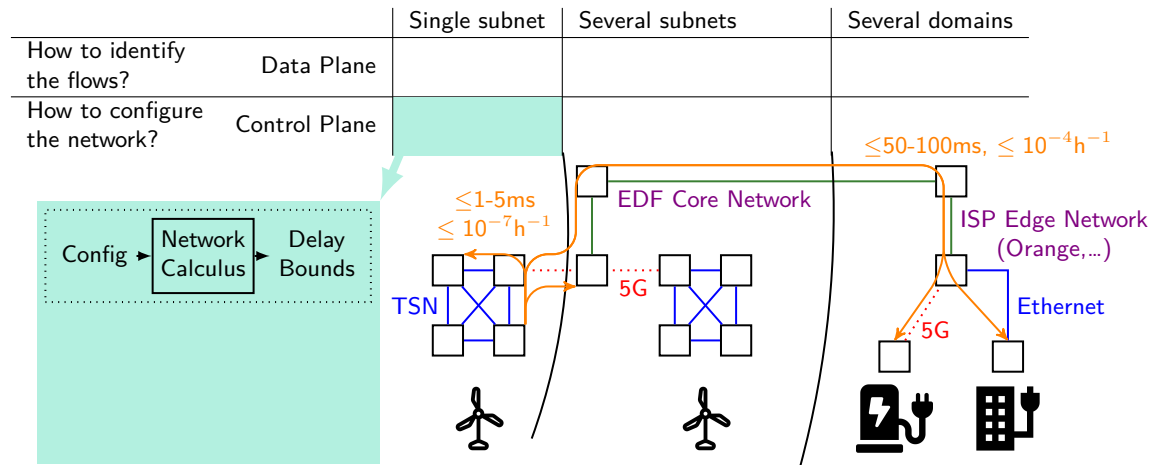 Single subnet
Several subnets
Several domains
How to identify
the flows?
Data Plane
How to configure
the network?
Control Plane
≤50-100ms, ≤ 10⁻⁴h⁻¹
≤1-5ms
≤ 10⁻⁷h⁻¹
EDF Core Network
ISP Edge Network
(Orange,...)
Config
Network
Calculus
Delay
Bounds
TSN
5G
Ethernet
5G